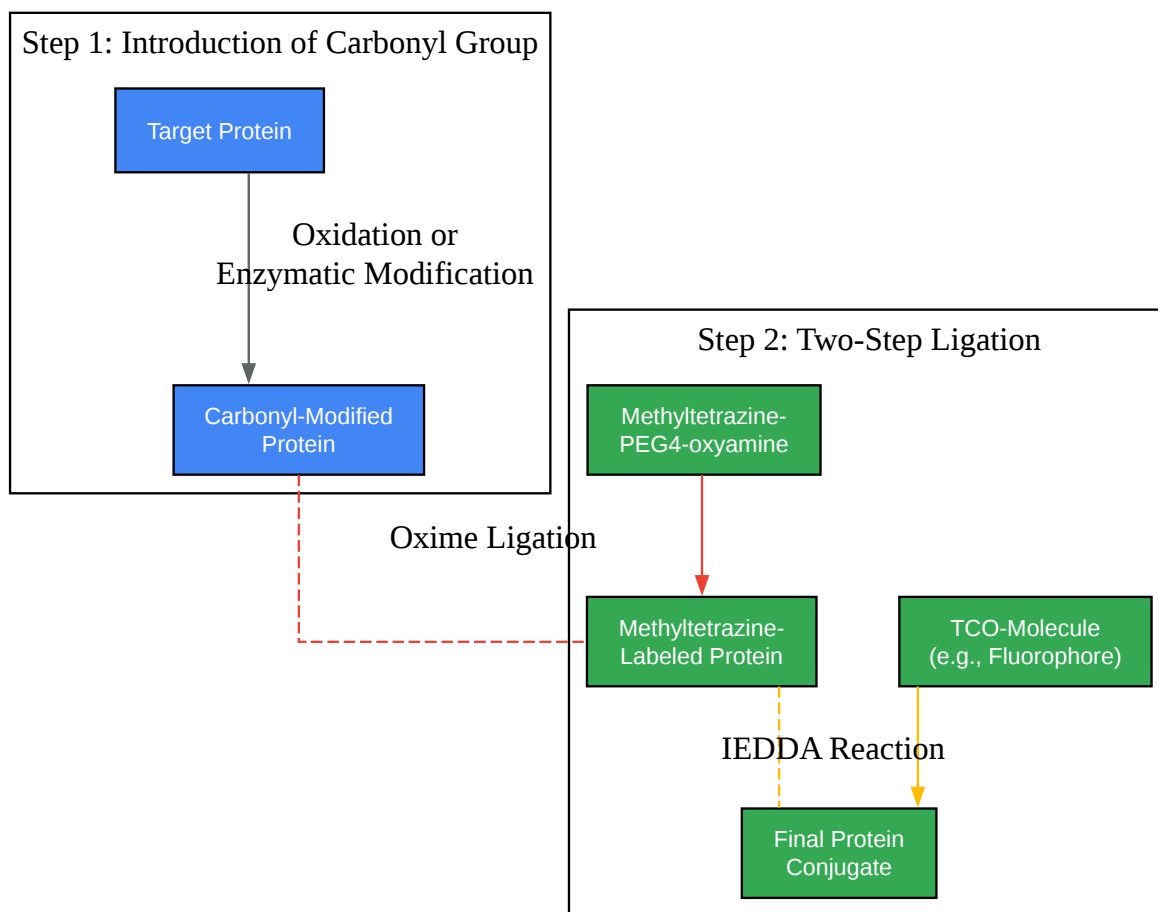 Step 1: Introduction of Carbonyl Group
Target Protein
Oxidation or
Enzymatic Modification
Carbonyl-Modified
Protein
Step 2: Two-Step Ligation
Methyltetrazine-
PEG4-oxyamine
Oxime Ligation
Methyltetrazine-
Labeled Protein
TCO-Molecule
(e.g., Fluorophore)
IEDDA Reaction
Final Protein
Conjugate